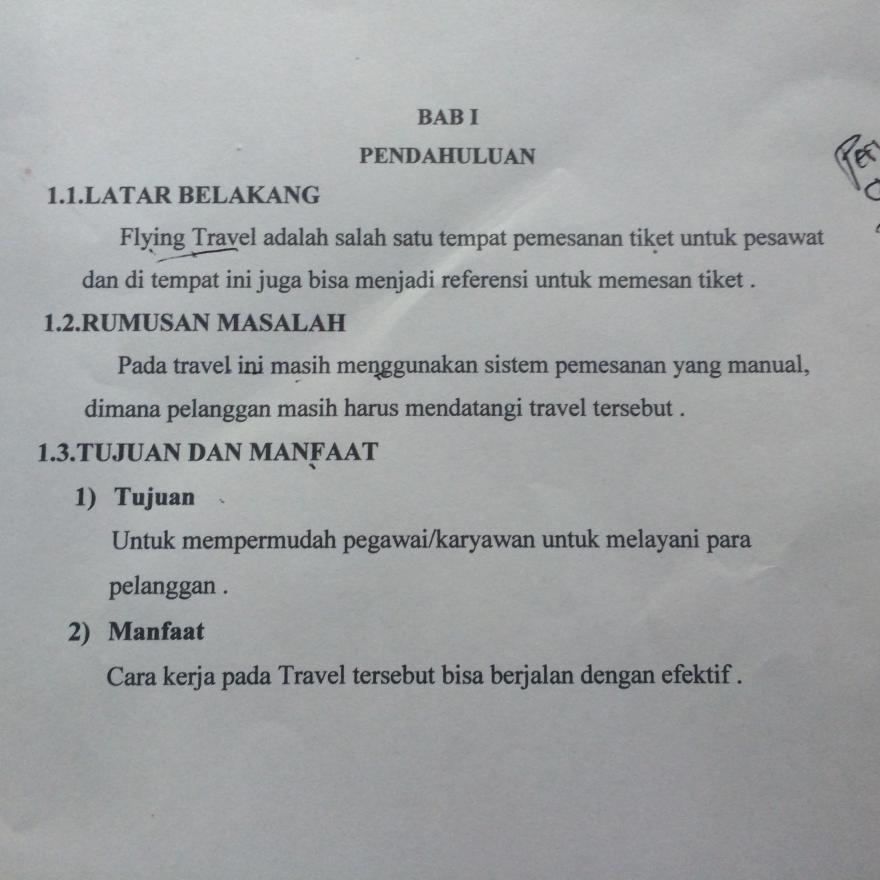 BAB I
PENDAHULUAN
1.1.LATAR BELAKANG
Flying Travel adalah salah satu tempat pemesanan tiket untuk pesawat
dan di tempat ini juga bisa menjadi referensi untuk memesan tiket .
1.2.RUMUSAN MASALAH
Pada travel ini masih menggunakan sistem pemesanan yang manual,
dimana pelanggan masih harus mendatangi travel tersebut .
1.3.TUJUAN DAN MANFAAT
1) Tujuan
Untuk mempermudah pegawai/karyawan untuk melayani para
pelanggan .
2) Manfaat
Cara kerja pada Travel tersebut bisa berjalan dengan efektif .